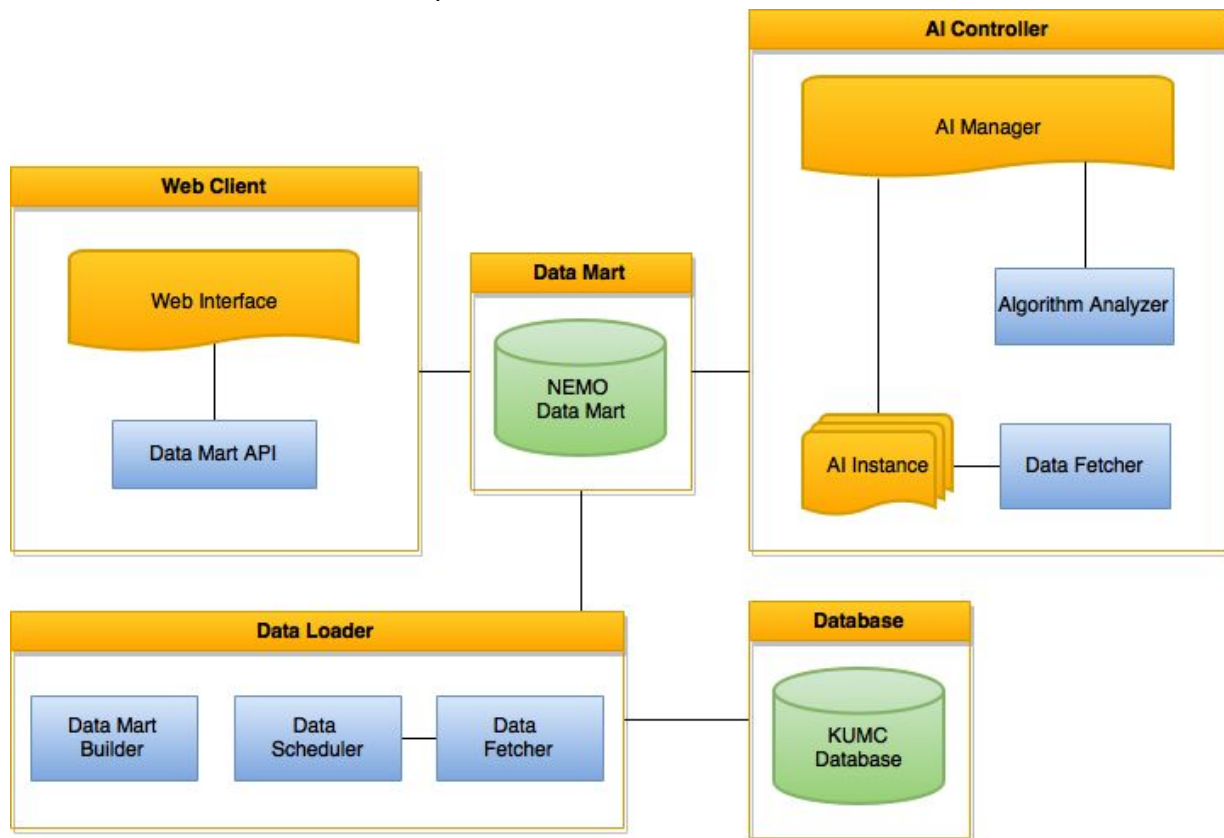 AI Controller
AI Manager
Web Client
Web Interface
Data Mart
Algorithm Analyzer
NEMO
Data Mart
Data Mart API
AI Instance
Data Fetcher
Data Loader
Database
Data Mart
Builder
Data
Scheduler
Data
Fetcher
KUMC
Database